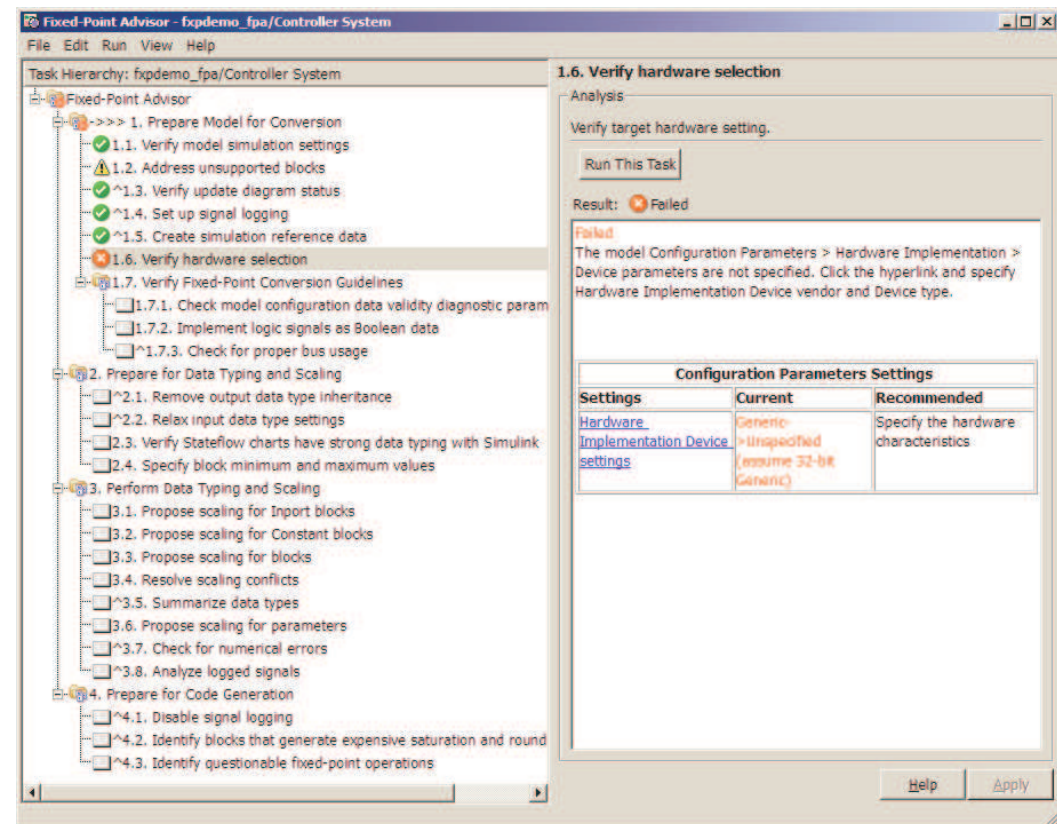 Fixed-Point Advisor - fxpdemo_fpa/Controller System
File Edit Run View Help
Task Hierarchy: fxpdemo_fpa/Controller System
Fixed-Point Advisor
->>> 1. Prepare Model for Conversion
1.1. Verify model simulation settings
1.2. Address unsupported blocks
^1.3. Verify update diagram status
^1.4. Set up signal logging
^1.5. Create simulation reference data
1.6. Verify hardware selection
1.7. Verify Fixed-Point Conversion Guidelines
1.7.1. Check model configuration data validity diagnostic param
1.7.2. Implement logic signals as Boolean data
^1.7.3. Check for proper bus usage
2. Prepare for Data Typing and Scaling
^2.1. Remove output data type inheritance
^2.2. Relax input data type settings
2.3. Verify Stateflow charts have strong data typing with Simulink
2.4. Specify block minimum and maximum values
3. Perform Data Typing and Scaling
3.1. Propose scaling for Inport blocks
3.2. Propose scaling for Constant blocks
3.3. Propose scaling for blocks
3.4. Resolve scaling conflicts
^3.5. Summarize data types
3.6. Propose scaling for parameters
^3.7. Check for numerical errors
^3.8. Analyze logged signals
4. Prepare for Code Generation
^4.1. Disable signal logging
^4.2. Identify blocks that generate expensive saturation and round
^4.3. Identify questionable fixed-point operations
1.6. Verify hardware selection
Analysis
Verify target hardware setting.
Run This Task
Result: Failed
Failed
The model Configuration Parameters > Hardware Implementation >
Device parameters are not specified. Click the hyperlink and specify
Hardware Implementation Device vendor and Device type.
Configuration Parameters Settings
Settings Current Recommended
Hardware Implementation Device settings
Generic->Unspecified (assume 32-bit Generic)
Specify the hardware characteristics
Help Apply